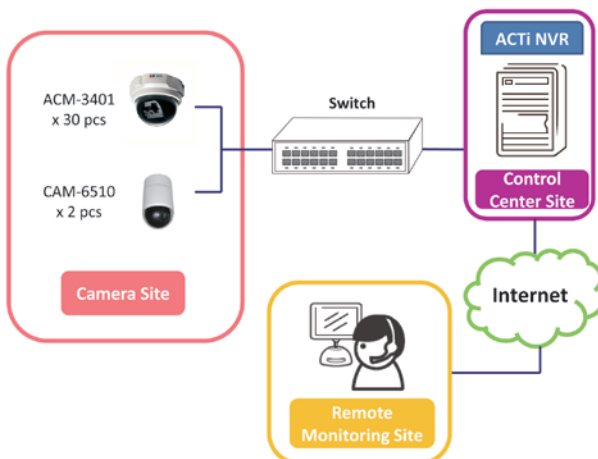 ACM-3401
x 30 pcs
CAM-6510
x 2 pcs
Camera Site
Switch
ACTi NVR
Control
Center Site
Internet
Remote
Monitoring Site